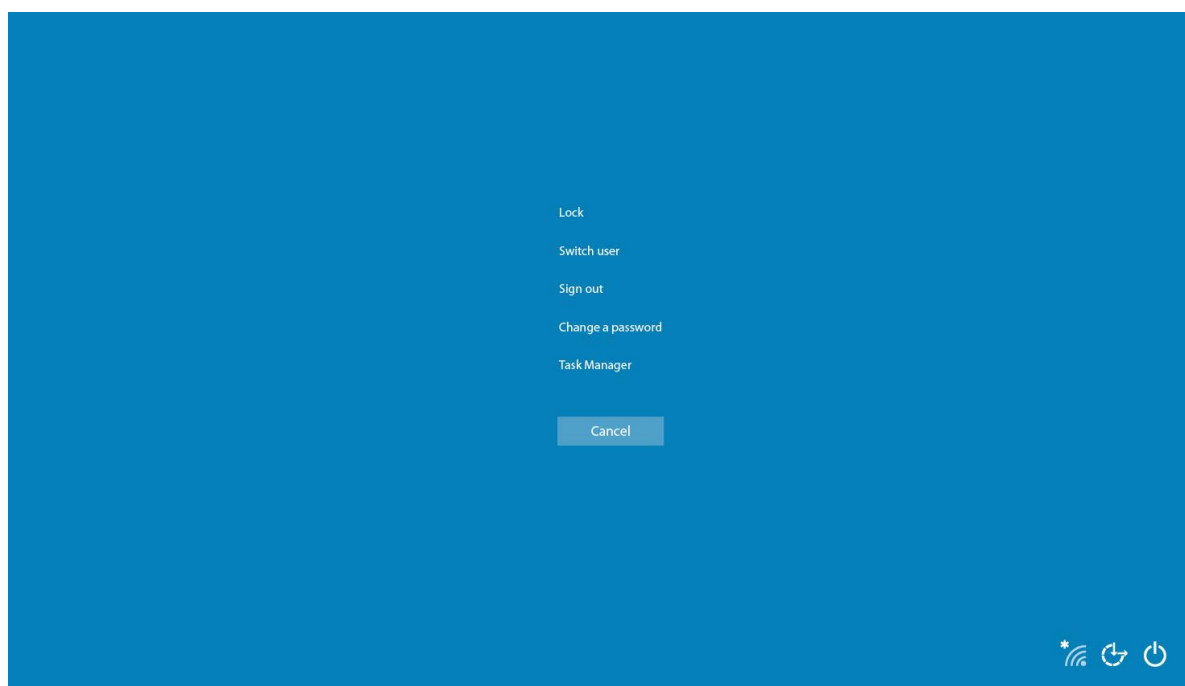 Lock
Switch user
Sign out
Change a password
Task Manager
Cancel